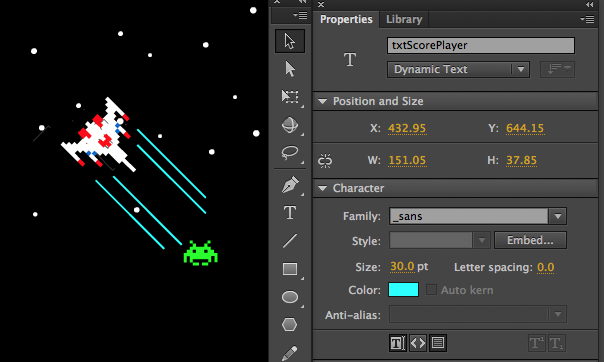 Properties Library
txtScorePlayer
T
Dynamic Text
Position and Size
X: 432.95 Y: 644.15
W: 151.05 H: 37.85
Character
Family: _sans
Style: Embed...
Size: 30.0 pt Letter spacing: 0.0
Color: Auto kern
Anti-alias:
T T